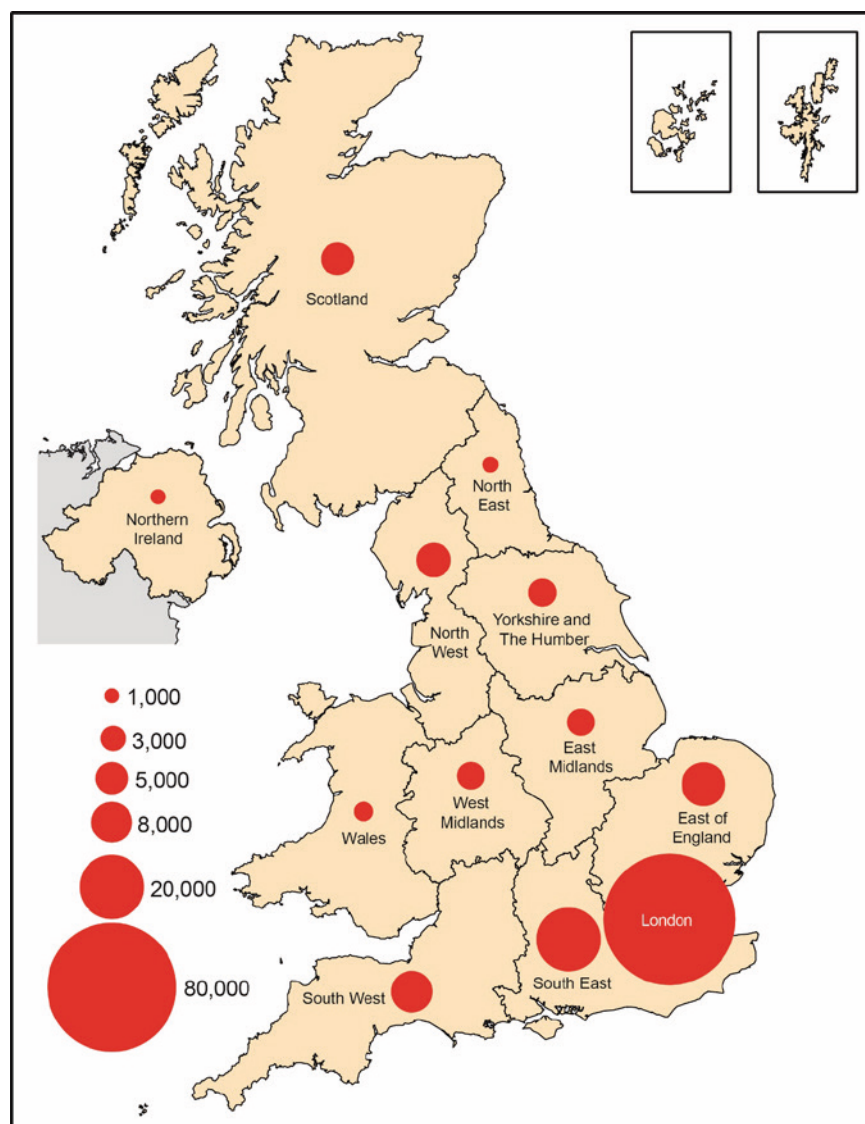 Scotland
North
East
Northern
Ireland
Yorkshire and
The Humber
North
West
1,000
3,000
5,000
8,000
20,000
80,000
East
Midlands
West
Midlands
Wales
East of
England
London
South East
South West